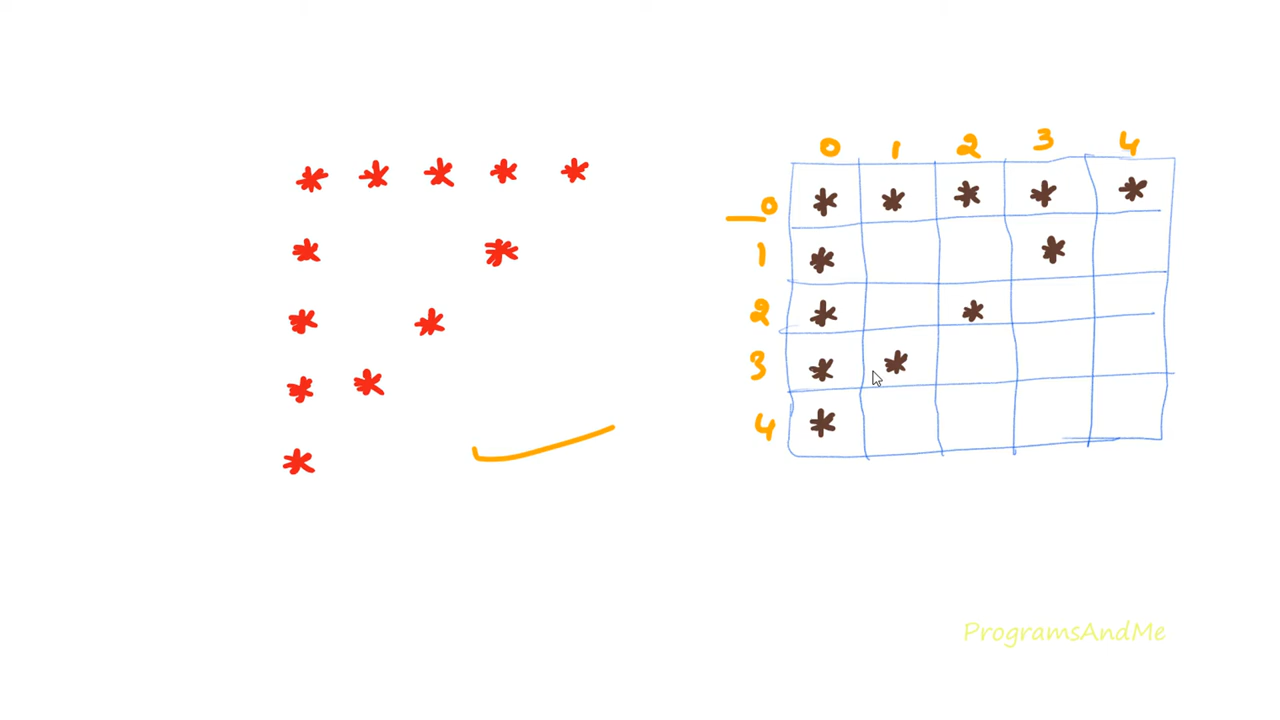 0 1 2 3 4
* * * * *
* *
* *
* *
*
0 * * * * *
1 * *
2 * *
3 * *
4 *
ProgramsAndMe